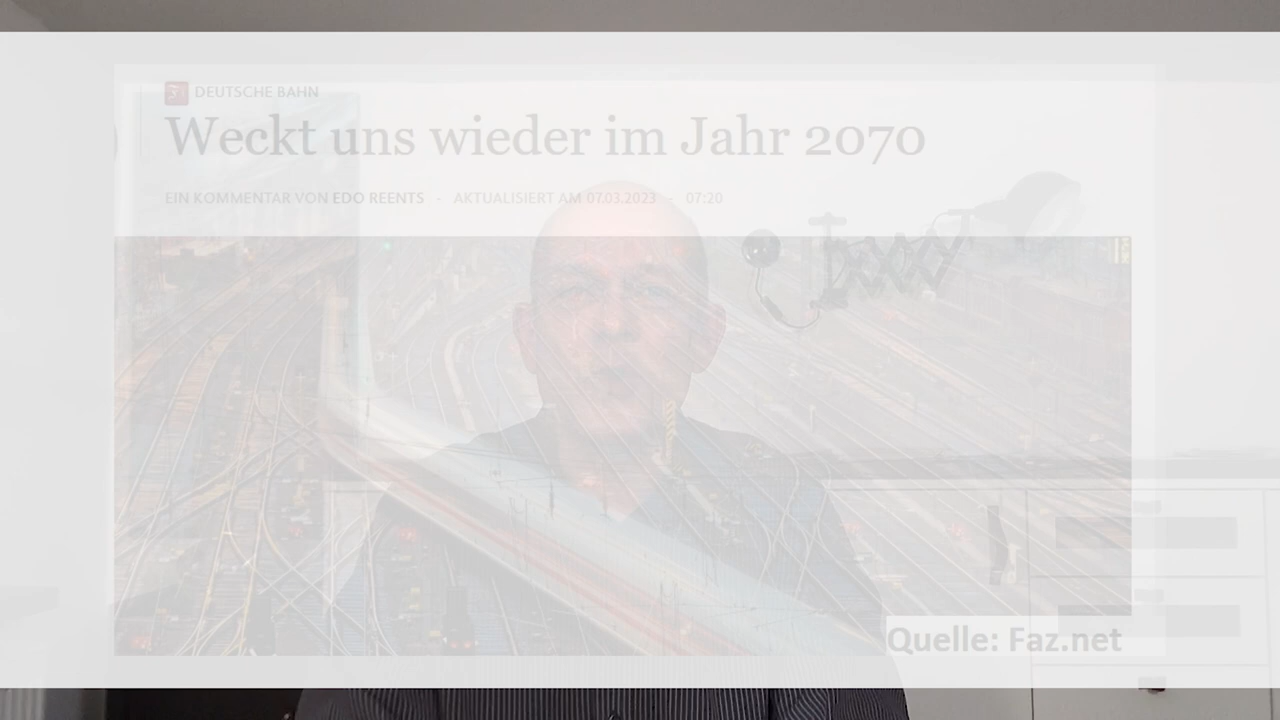 DEUTSCHE BAHN
Weckt uns wieder im Jahr 2070
EIN KOMMENTAR VON EDO REENTS - AKTUALISIERT AM 07.03.2023 - 07:20
Quelle: Faz.net